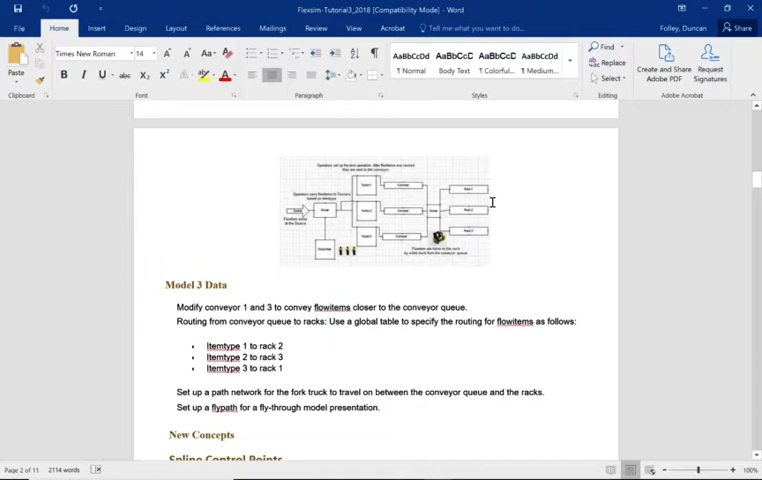 Flexsim-Tutorial3_2018 [Compatibility Mode] - Word
Folley, Duncan
File Home Insert Design Layout References Mailings Review View Acrobat Tell me what you want to do... Share
Paste
Times New Roman 14
AaBbCcDd AaBbCcD AaBbCcD AaBbCcDd
¶ Normal Body Text ¶ Colorful... ¶ Medium...
Find
Replace
Select
Create and Share Adobe PDF
Request Signatures
Clipboard Font Paragraph Styles Editing Adobe Acrobat
Model 3 Data
Modify conveyor 1 and 3 to convey flowitems closer to the conveyor queue.
Routing from conveyor queue to racks: Use a global table to specify the routing for flowitems as follows:
Itemtype 1 to rack 2
Itemtype 2 to rack 3
Itemtype 3 to rack 1
Set up a path network for the fork truck to travel on between the conveyor queue and the racks.
Set up a flypath for a fly-through model presentation.
New Concepts
Spline Control Points
Page 2 of 11 2114 words 100%